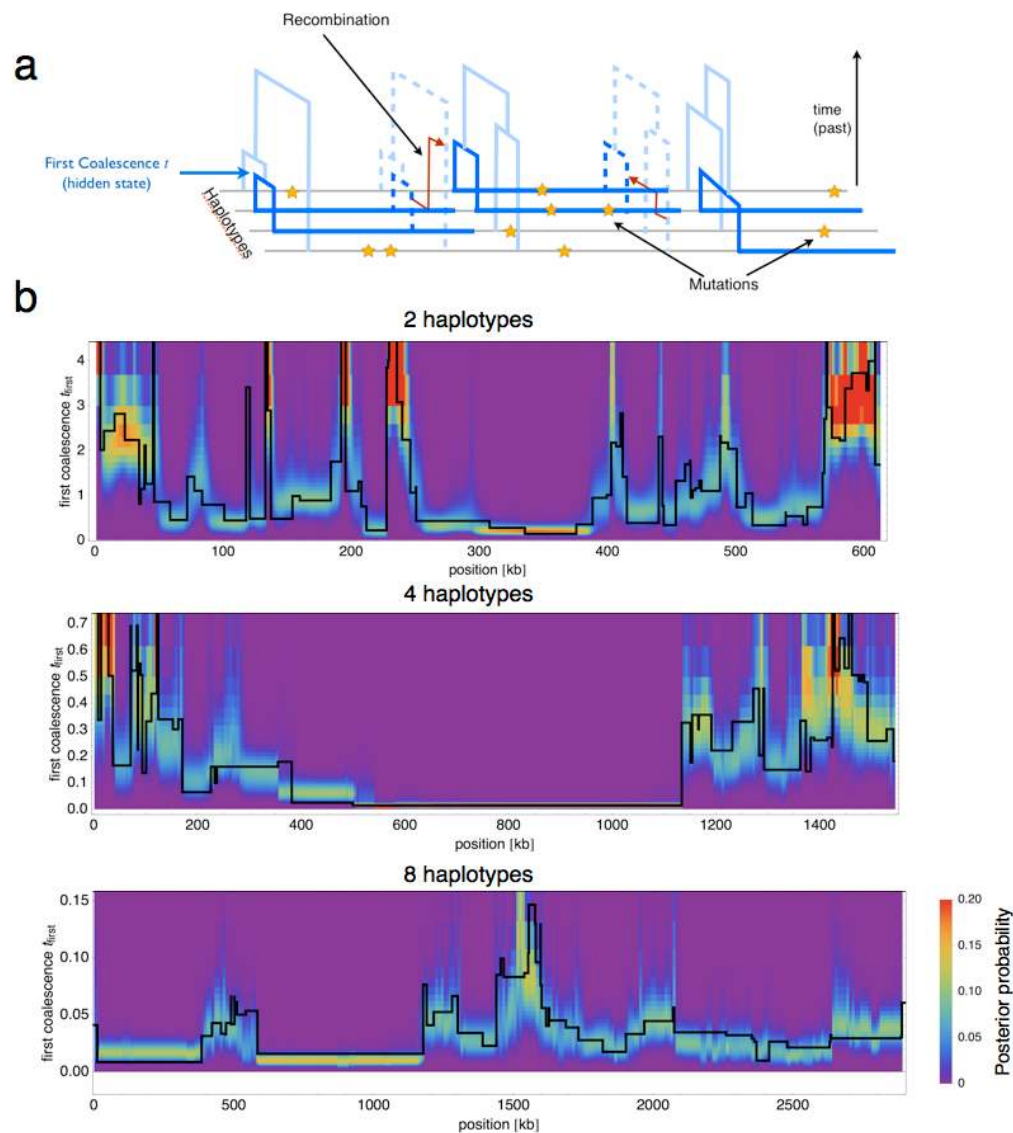 a
Recombination
time
(past)
First Coalescence t
(hidden state)
Haplotypes
Mutations
b
2 haplotypes
first coalescence tfirst
4
3
2
1
0
0 100 200 300 400 500 600
position [kb]
4 haplotypes
first coalescence tfirst
0.7
0.6
0.5
0.4
0.3
0.2
0.1
0.0
0 200 400 600 800 1000 1200 1400
position [kb]
8 haplotypes
first coalescence tfirst
0.15
0.10
0.05
0.00
0 500 1000 1500 2000 2500
position [kb]
0.20
0.15
0.10
0.05
0
Posterior probability